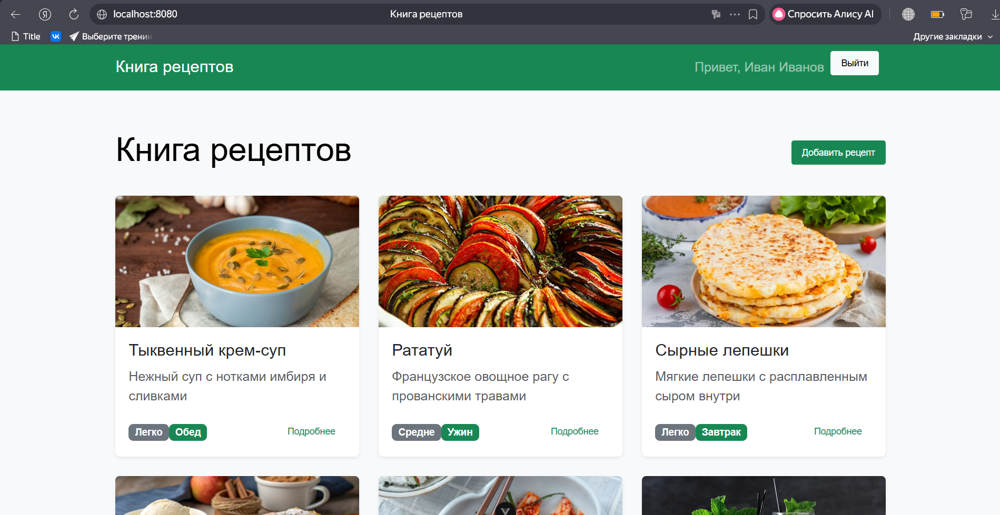 localhost:8080 Книга рецептов Спросить Алису AI
Title Выберите тренин Другие закладки
Книга рецептов Привет, Иван Иванов Выйти
Книга рецептов Добавить рецепт
Тыквенный крем-суп
Нежный суп с нотками имбиря и
сливками
Легко Обед Подробнее
Рататуй
Французское овощное рагу с
прованскими травами
Средне Ужин Подробнее
Сырные лепешки
Мягкие лепешки с расплавленным
сыром внутри
Легко Завтрак Подробнее